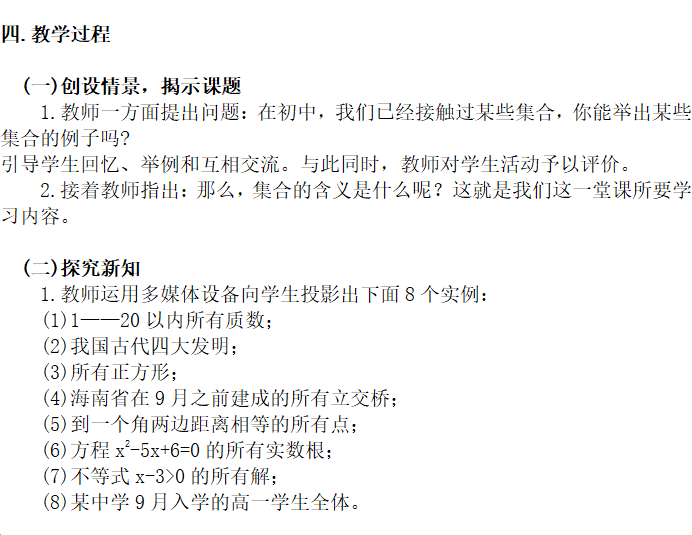 四.教学过程
(一)创设情景，揭示课题
1.教师一方面提出问题：在初中，我们已经接触过某些集合，你能举出某些
集合的例子吗?
引导学生回忆、举例和互相交流。与此同时，教师对学生活动予以评价。
2.接着教师指出：那么，集合的含义是什么呢？这就是我们这一堂课所要学
习内容。
(二)探究新知
1.教师运用多媒体设备向学生投影出下面8个实例：
(1)1——20以内所有质数；
(2)我国古代四大发明；
(3)所有正方形；
(4)海南省在9月之前建成的所有立交桥；
(5)到一个角两边距离相等的所有点；
(6)方程x²-5x+6=0的所有实数根；
(7)不等式x-3>0的所有解；
(8)某中学9月入学的高一学生全体。